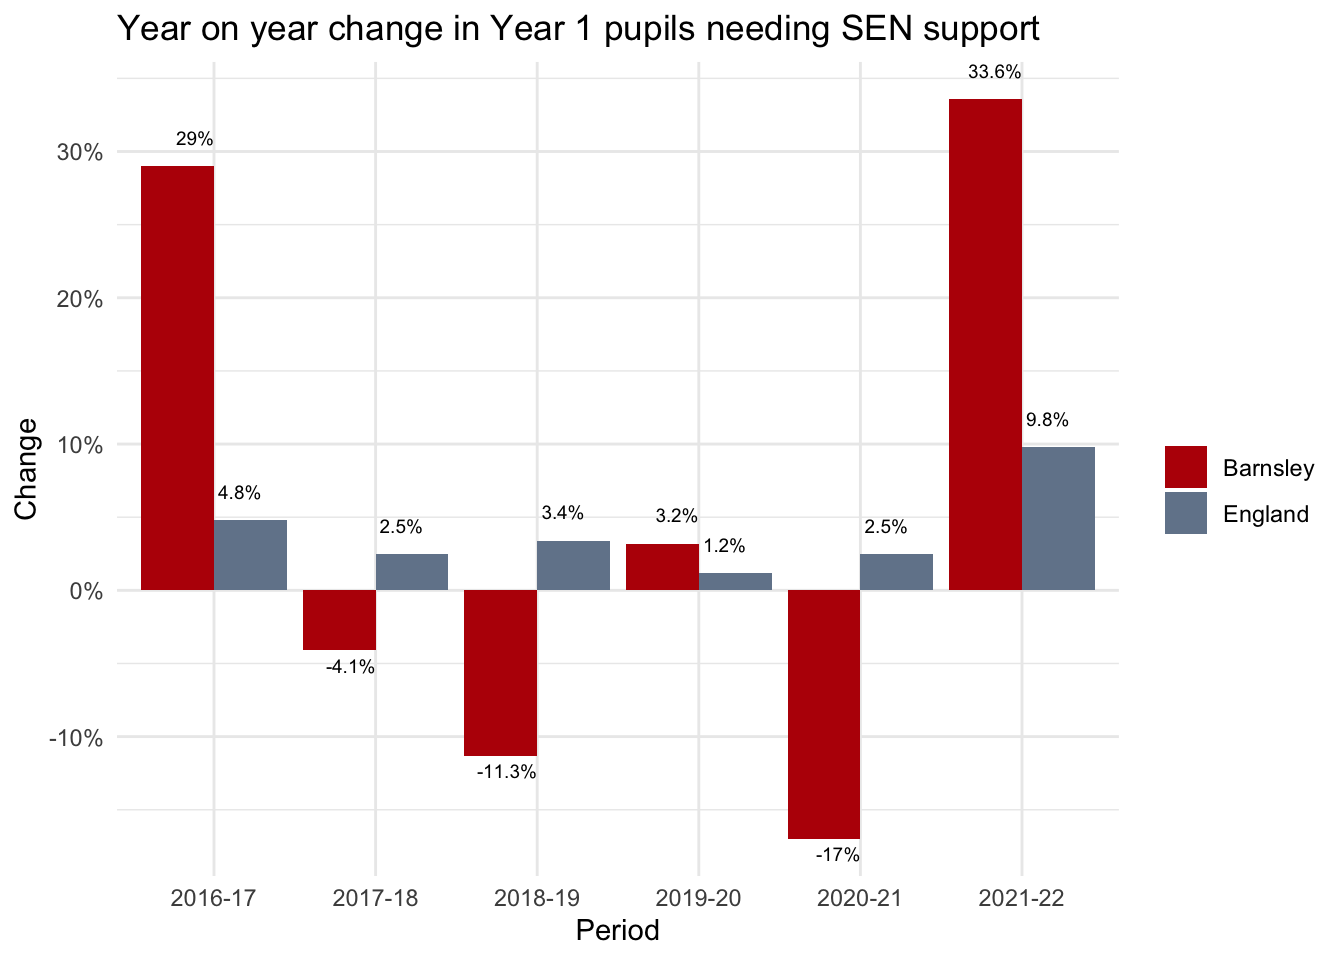 Year on year change in Year 1 pupils needing SEN support
33.6%
29%
30%
20%
9.8%
10%
4.8%
3.4%
3.2%
2.5%
2.5%
1.2%
0%
-4.1%
-10%
-11.3%
-17%
Change
Barnsley
England
2016-17 2017-18 2018-19 2019-20 2020-21 2021-22
Period